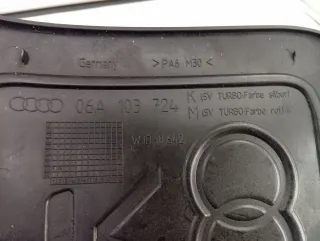 Germany >PA6 M30<
06A 103 724 K (5V TURBO-Farbe silber)
M (5V TURBO-Farbe rot)